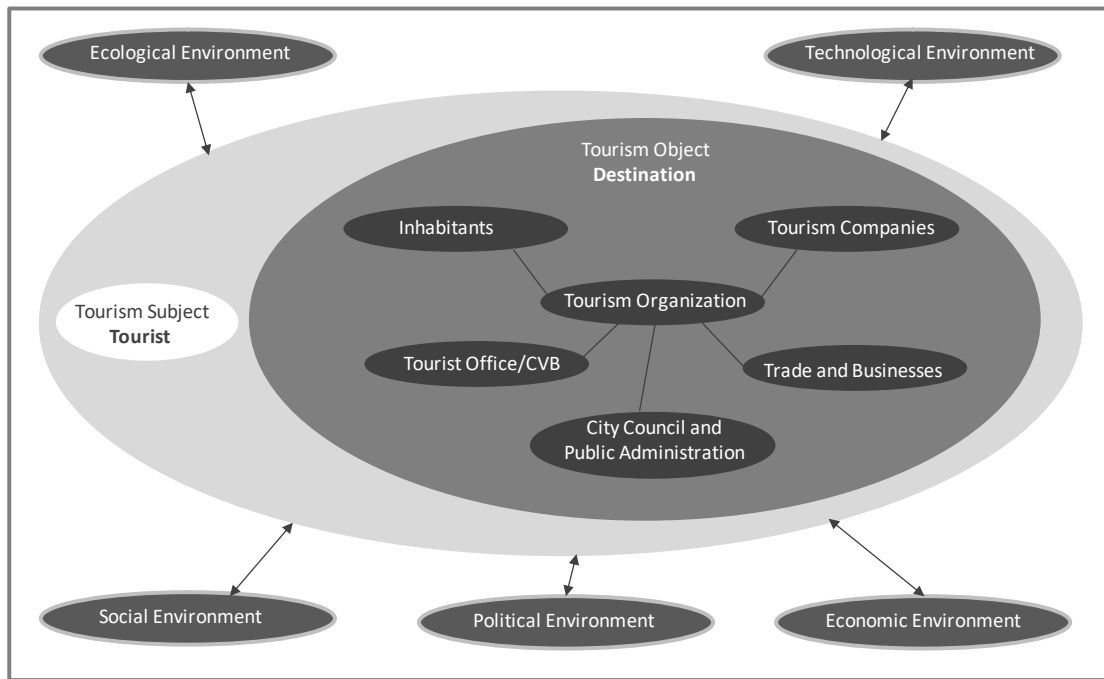 Ecological Environment
Technological Environment
Tourism Object
Destination
Inhabitants
Tourism Companies
Tourism Organization
Tourism Subject
Tourist
Tourist Office/CVB
Trade and Businesses
City Council and
Public Administration
Social Environment
Political Environment
Economic Environment